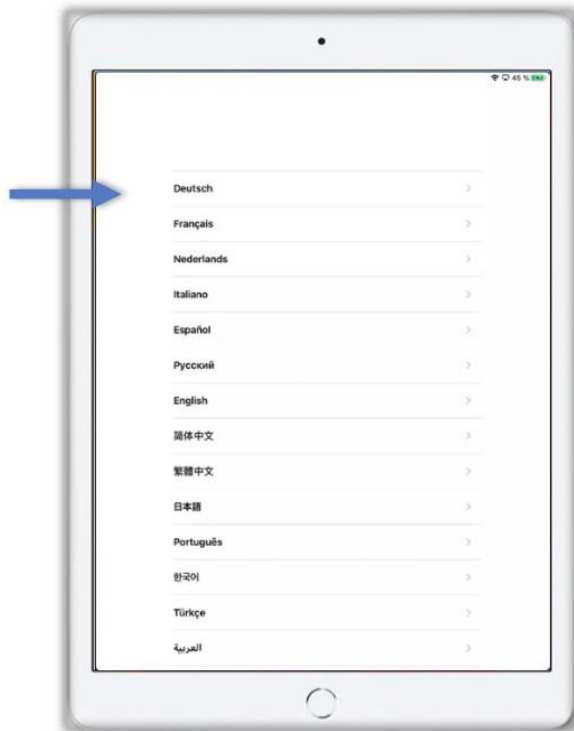 45 %
Deutsch
Français
Nederlands
Italiano
Español
Русский
English
简体中文
繁體中文
日本語
Português
한국어
Türkçe
العربية